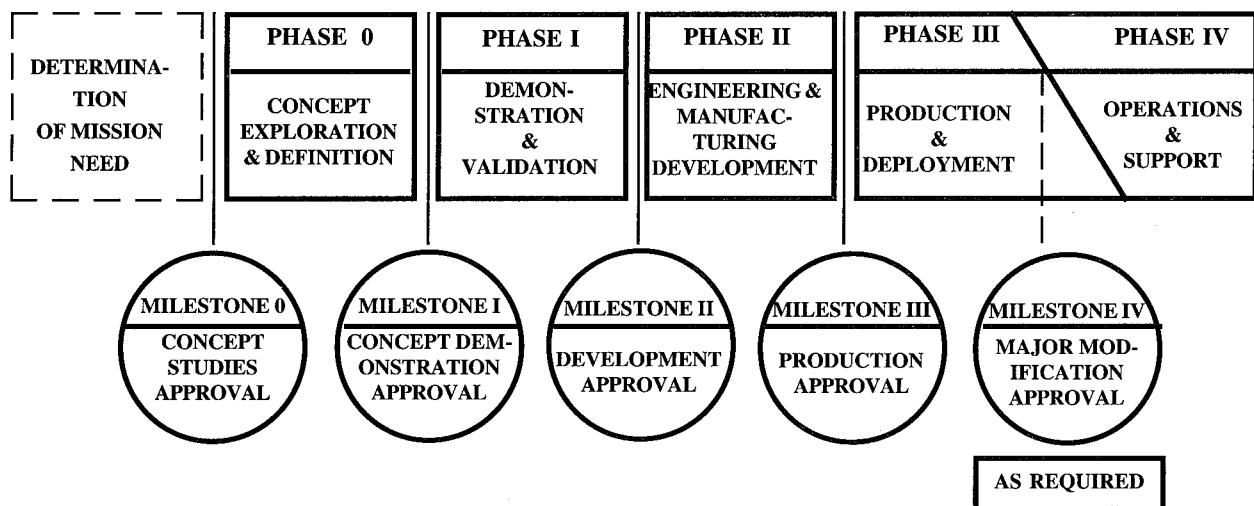 DETERMINA-
TION
OF MISSION
NEED
PHASE 0
CONCEPT
EXPLORATION
& DEFINITION
PHASE I
DEMON-
STRATION
&
VALIDATION
PHASE II
ENGINEERING &
MANUFAC-
TURING
DEVELOPMENT
PHASE III
PRODUCTION
&
DEPLOYMENT
PHASE IV
OPERATIONS
&
SUPPORT
MILESTONE 0
CONCEPT
STUDIES
APPROVAL
MILESTONE I
CONCEPT DEM-
ONSTRATION
APPROVAL
MILESTONE II
DEVELOPMENT
APPROVAL
MILESTONE III
PRODUCTION
APPROVAL
MILESTONE IV
MAJOR MOD-
IFICATION
APPROVAL
AS REQUIRED